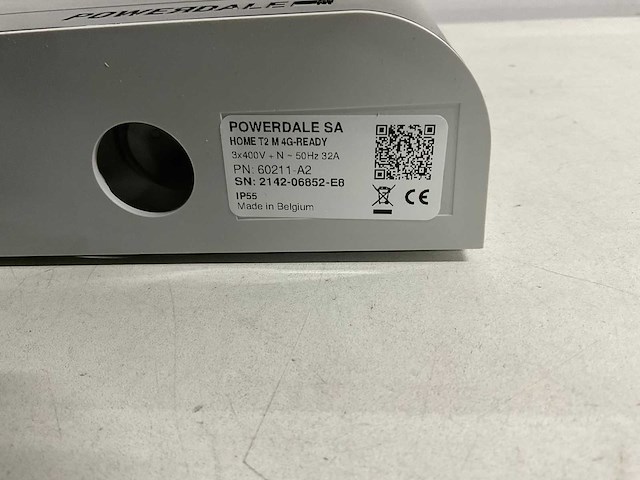 POWERDALE
POWERDALE SA
HOME T2 M 4G-READY
3x400V + N ~ 50Hz 32A
PN: 60211-A2
SN: 2142-06852-E8
IP55
Made in Belgium
CE